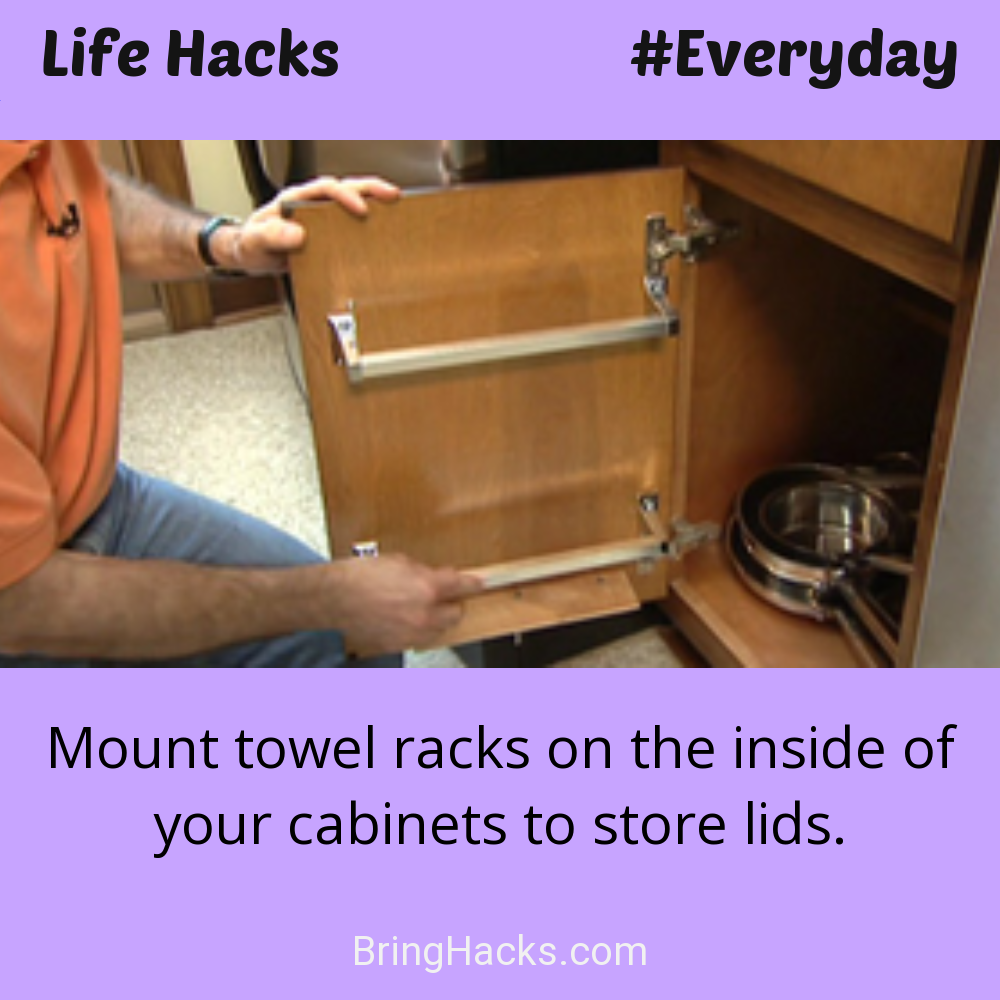 Life Hacks #Everyday
Mount towel racks on the inside of
your cabinets to store lids.
BringHacks.com